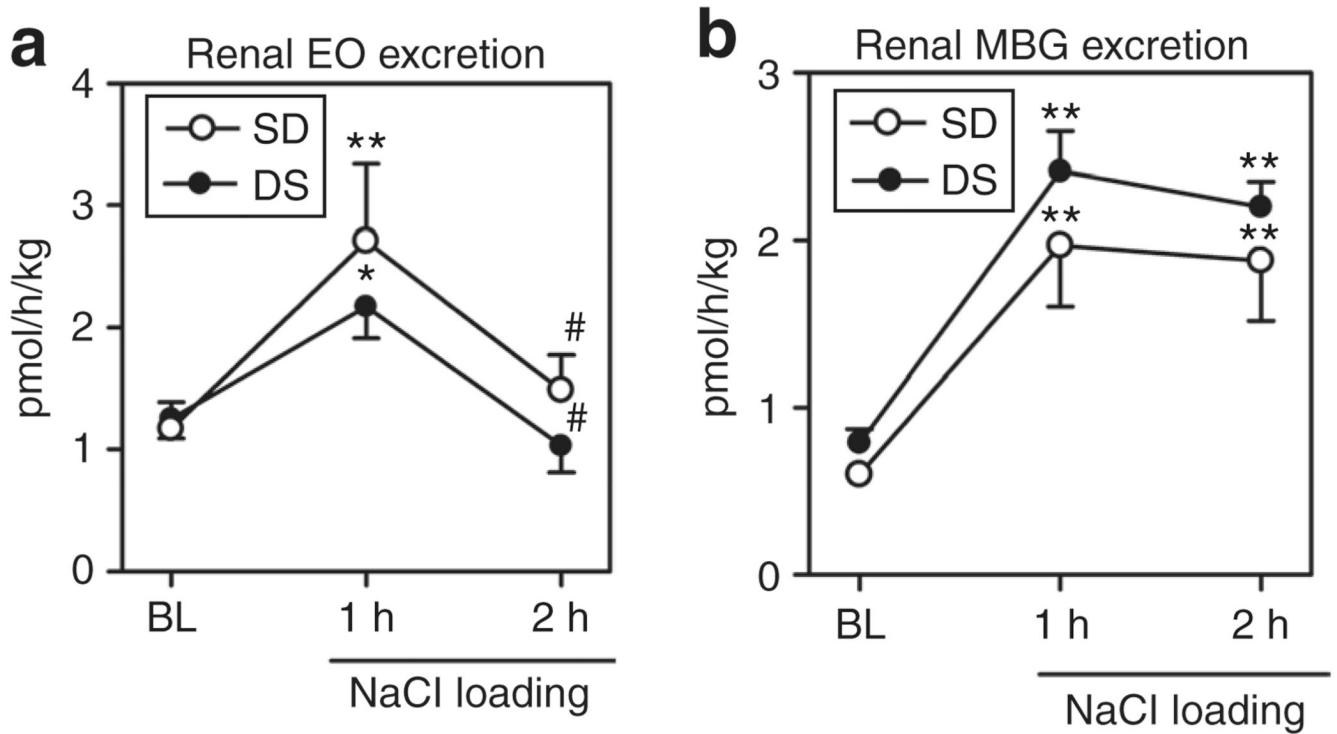 a
Renal EO excretion
4
3
2
1
0
pmol/h/kg
SD
DS
**
*
#
#
BL 1 h 2 h
NaCl loading
b
Renal MBG excretion
3
2
1
0
pmol/h/kg
SD
DS
**
**
**
**
BL 1 h 2 h
NaCl loading